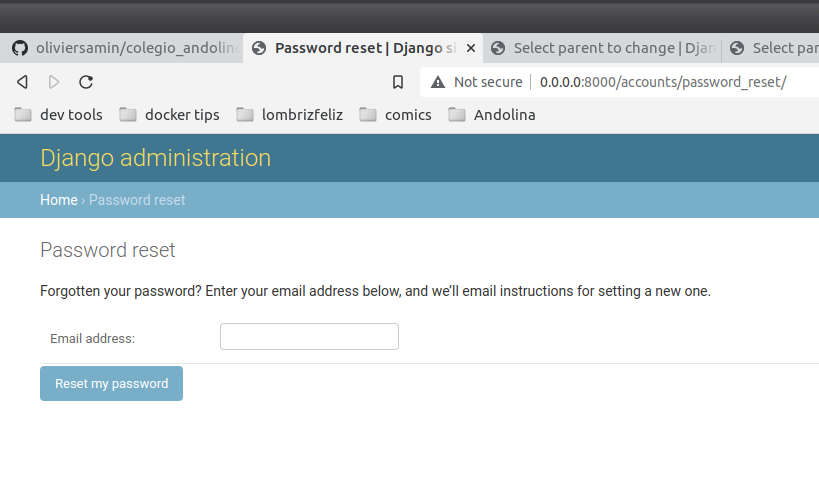 oliviersamin/colegio_andolin
Password reset | Django si
Select parent to change | Djan
Select par
Not secure | 0.0.0.0:8000/accounts/password_reset/
dev tools docker tips lombrizfeliz comics Andolina
Django administration
Home › Password reset
Password reset
Forgotten your password? Enter your email address below, and we’ll email instructions for setting a new one.
Email address:
Reset my password